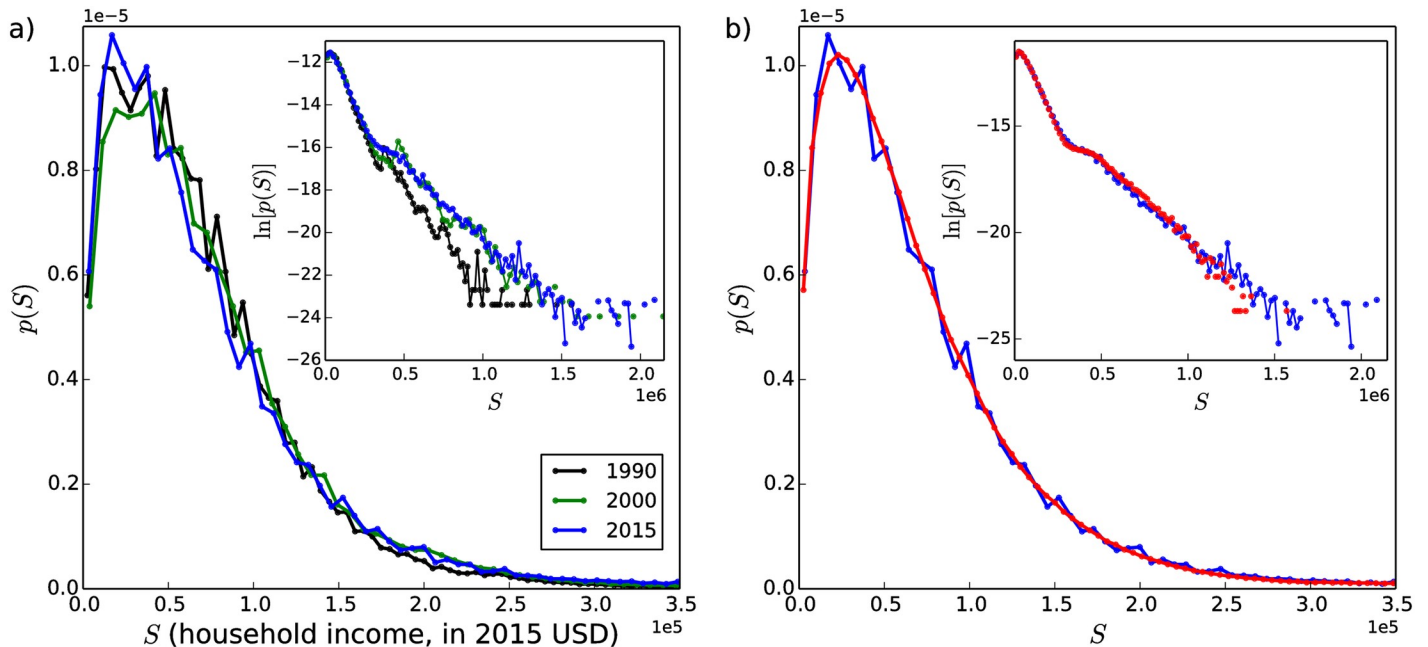 a)
1e−5
1.0
0.8
0.6
0.4
0.2
0.0
p(S)
0.0 0.5 1.0 1.5 2.0 2.5 3.0 3.5
1e5
S (household income, in 2015 USD)
−12
−14
−16
−18
−20
−22
−24
−26
ln[p(S)]
0.0 0.5 1.0 1.5 2.0
1e6
S
1990
2000
2015
b)
1e−5
1.0
0.8
0.6
0.4
0.2
0.0
p(S)
0.0 0.5 1.0 1.5 2.0 2.5 3.0 3.5
1e5
S
−15
−20
−25
ln[p(S)]
0.0 0.5 1.0 1.5 2.0
1e6
S